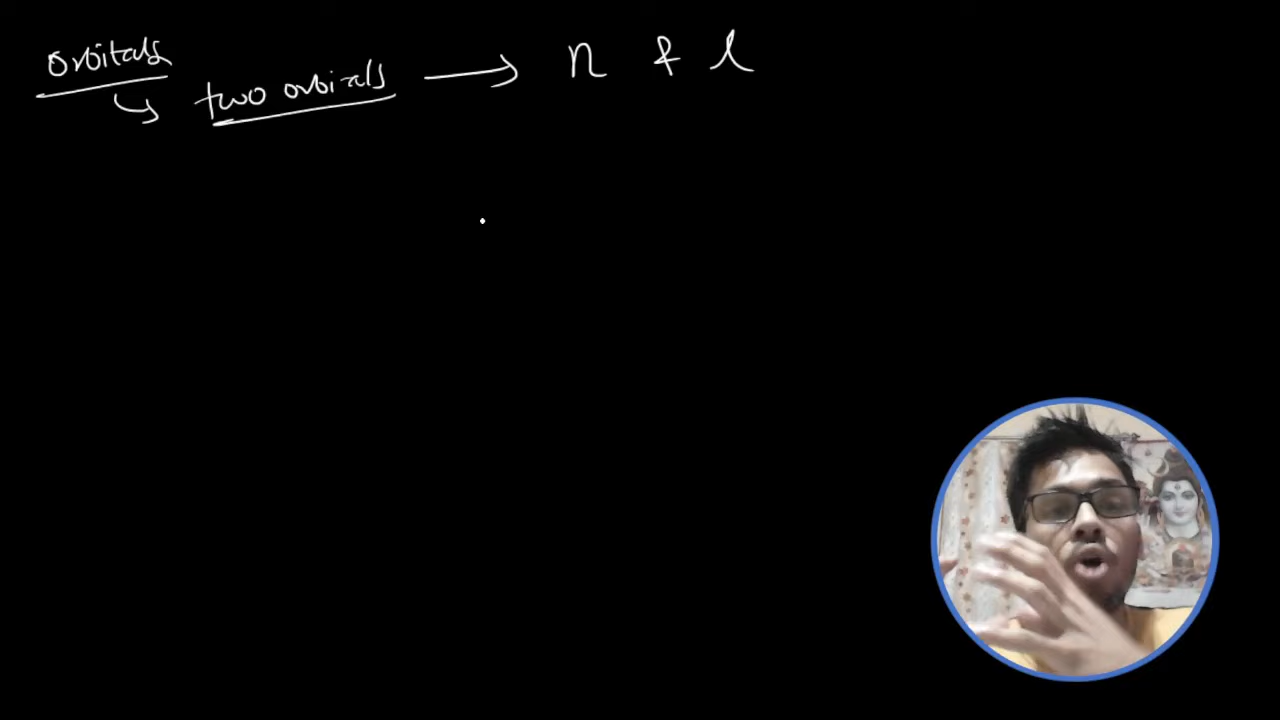 orbitals
↳ two orbitals → n & l